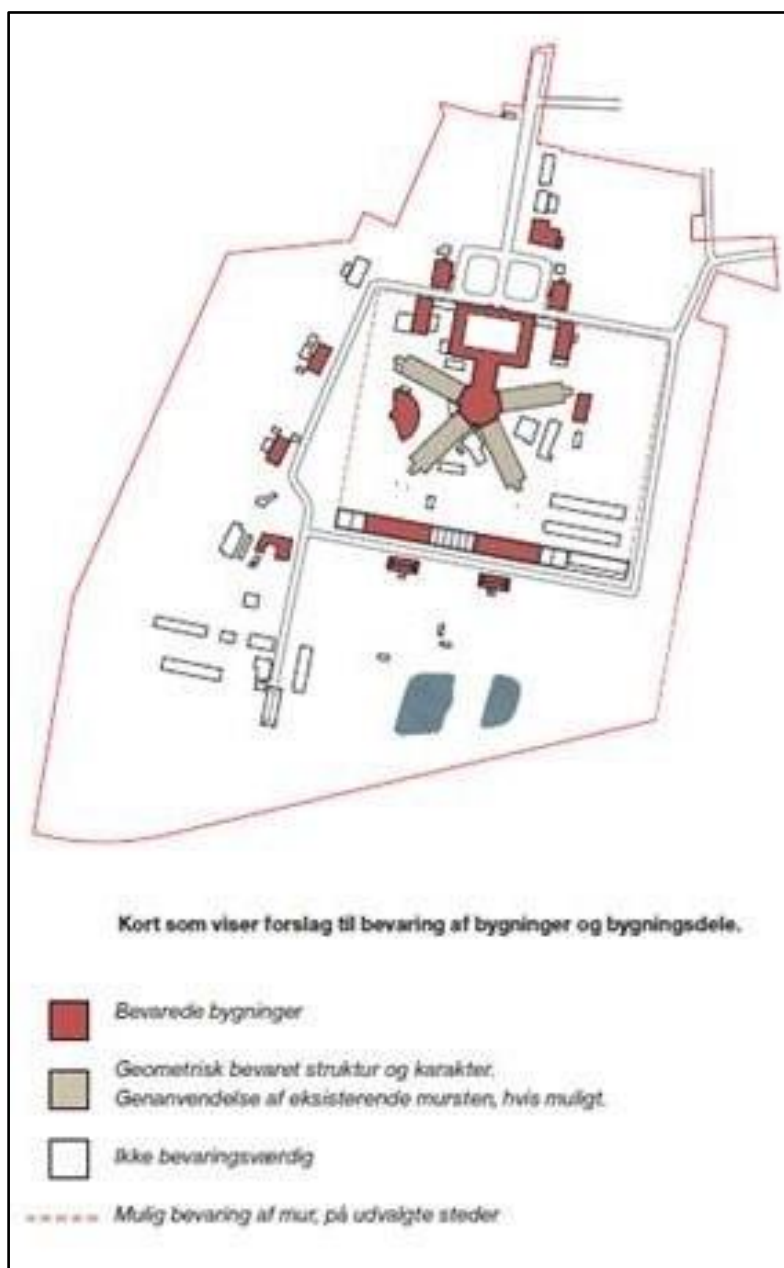 Kort som viser forslag til bevaring af bygninger og bygningsdele.
Bevarede bygninger
Geometrisk bevaret struktur og karakter.
Genanvendelse af eksisterende mursten, hvis muligt.
Ikke bevaringsværdig
Mulig bevaring af mur, på udvalgte steder